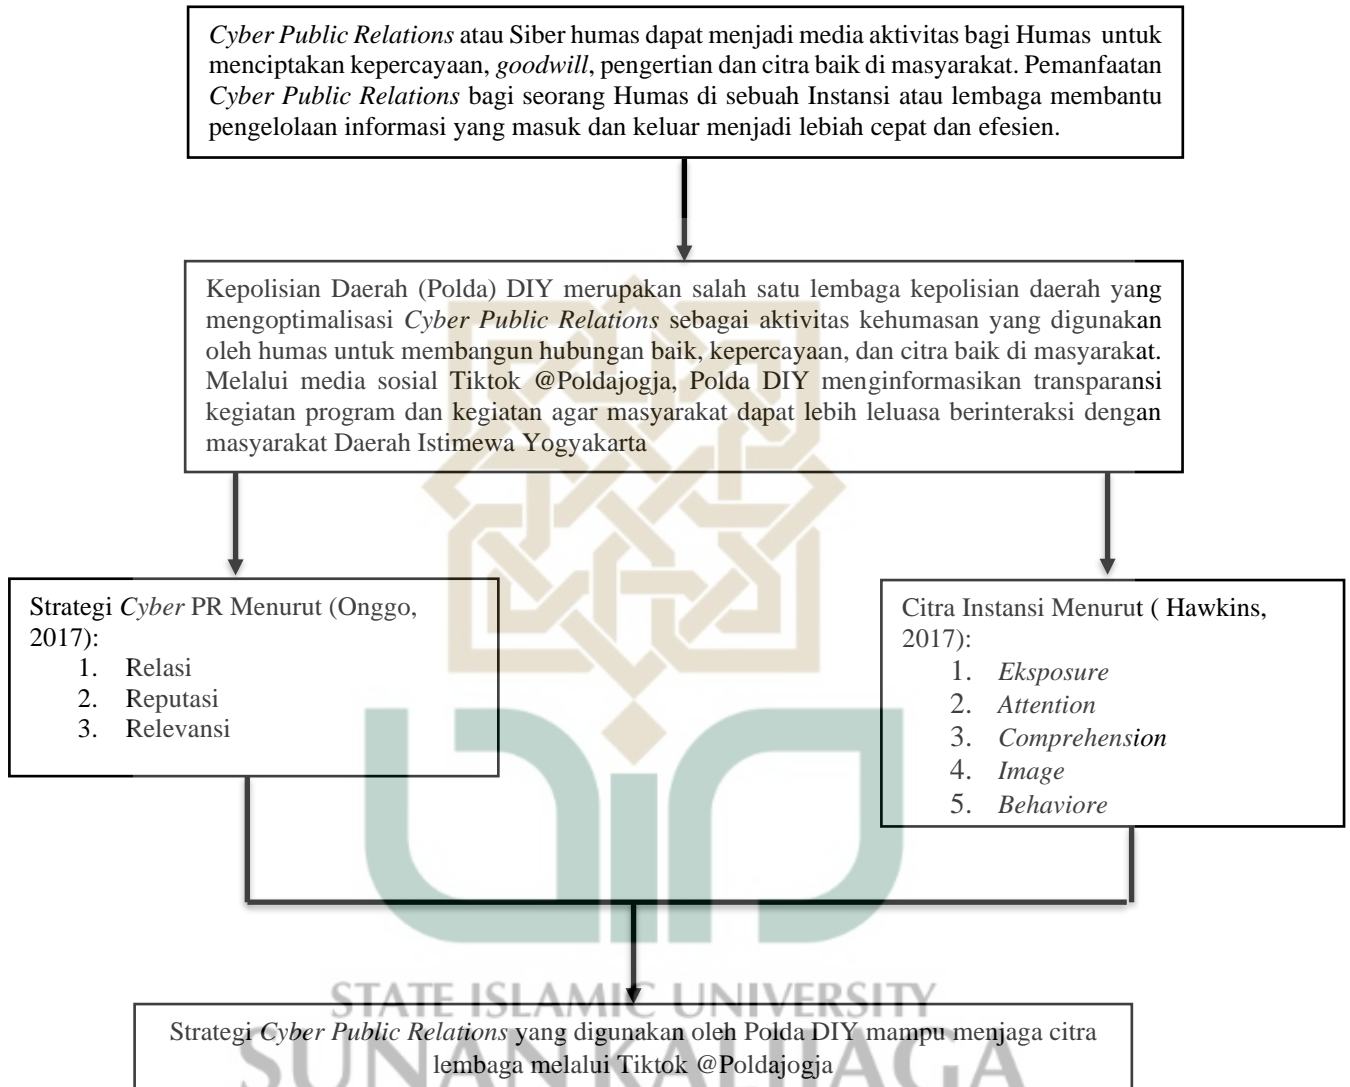 Cyber Public Relations atau Siber humas dapat menjadi media aktivitas bagi Humas untuk
menciptakan kepercayaan, goodwill, pengertian dan citra baik di masyarakat. Pemanfaatan
Cyber Public Relations bagi seorang Humas di sebuah Instansi atau lembaga membantu
pengelolaan informasi yang masuk dan keluar menjadi lebiah cepat dan efesien.
Kepolisian Daerah (Polda) DIY merupakan salah satu lembaga kepolisian daerah yang
mengoptimalisasi Cyber Public Relations sebagai aktivitas kehumasan yang digunakan
oleh humas untuk membangun hubungan baik, kepercayaan, dan citra baik di masyarakat.
Melalui media sosial Tiktok @Poldajogja, Polda DIY menginformasikan transparansi
kegiatan program dan kegiatan agar masyarakat dapat lebih leluasa berinteraksi dengan
masyarakat Daerah Istimewa Yogyakarta
Strategi Cyber PR Menurut (Onggo,
2017):
1. Relasi
2. Reputasi
3. Relevansi
Citra Instansi Menurut ( Hawkins,
2017):
1. Eksposure
2. Attention
3. Comprehension
4. Image
5. Behaviore
STATE ISLAMIC UNIVERSITY
Strategi Cyber Public Relations yang digunakan oleh Polda DIY mampu menjaga citra
lembaga melalui Tiktok @Poldajogja
SUNAN KALIJAGA